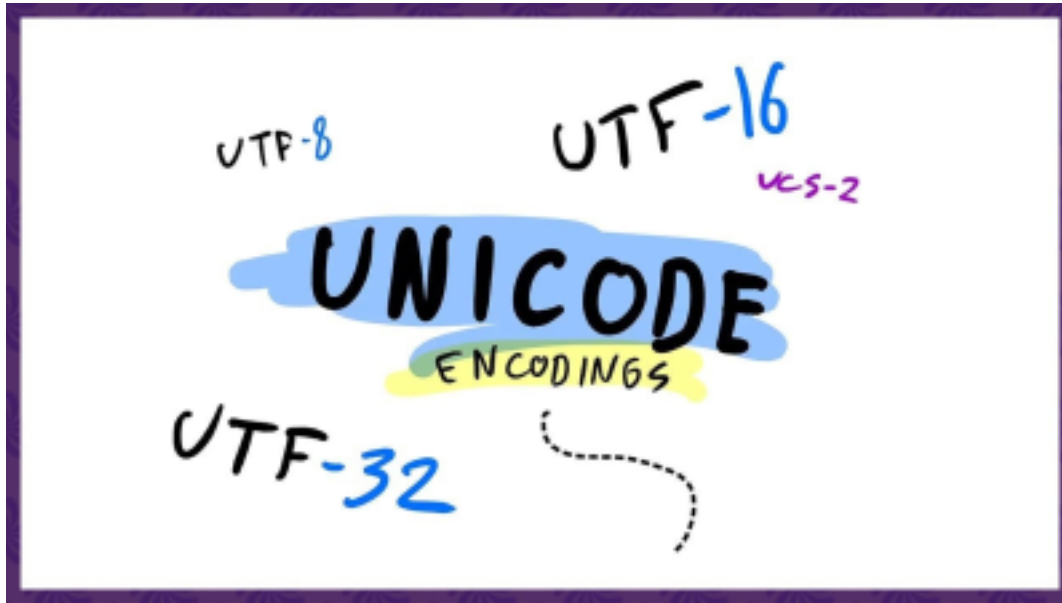 UTF-8
UTF-16
UCS-2
UNICODE
ENCODINGS
UTF-32